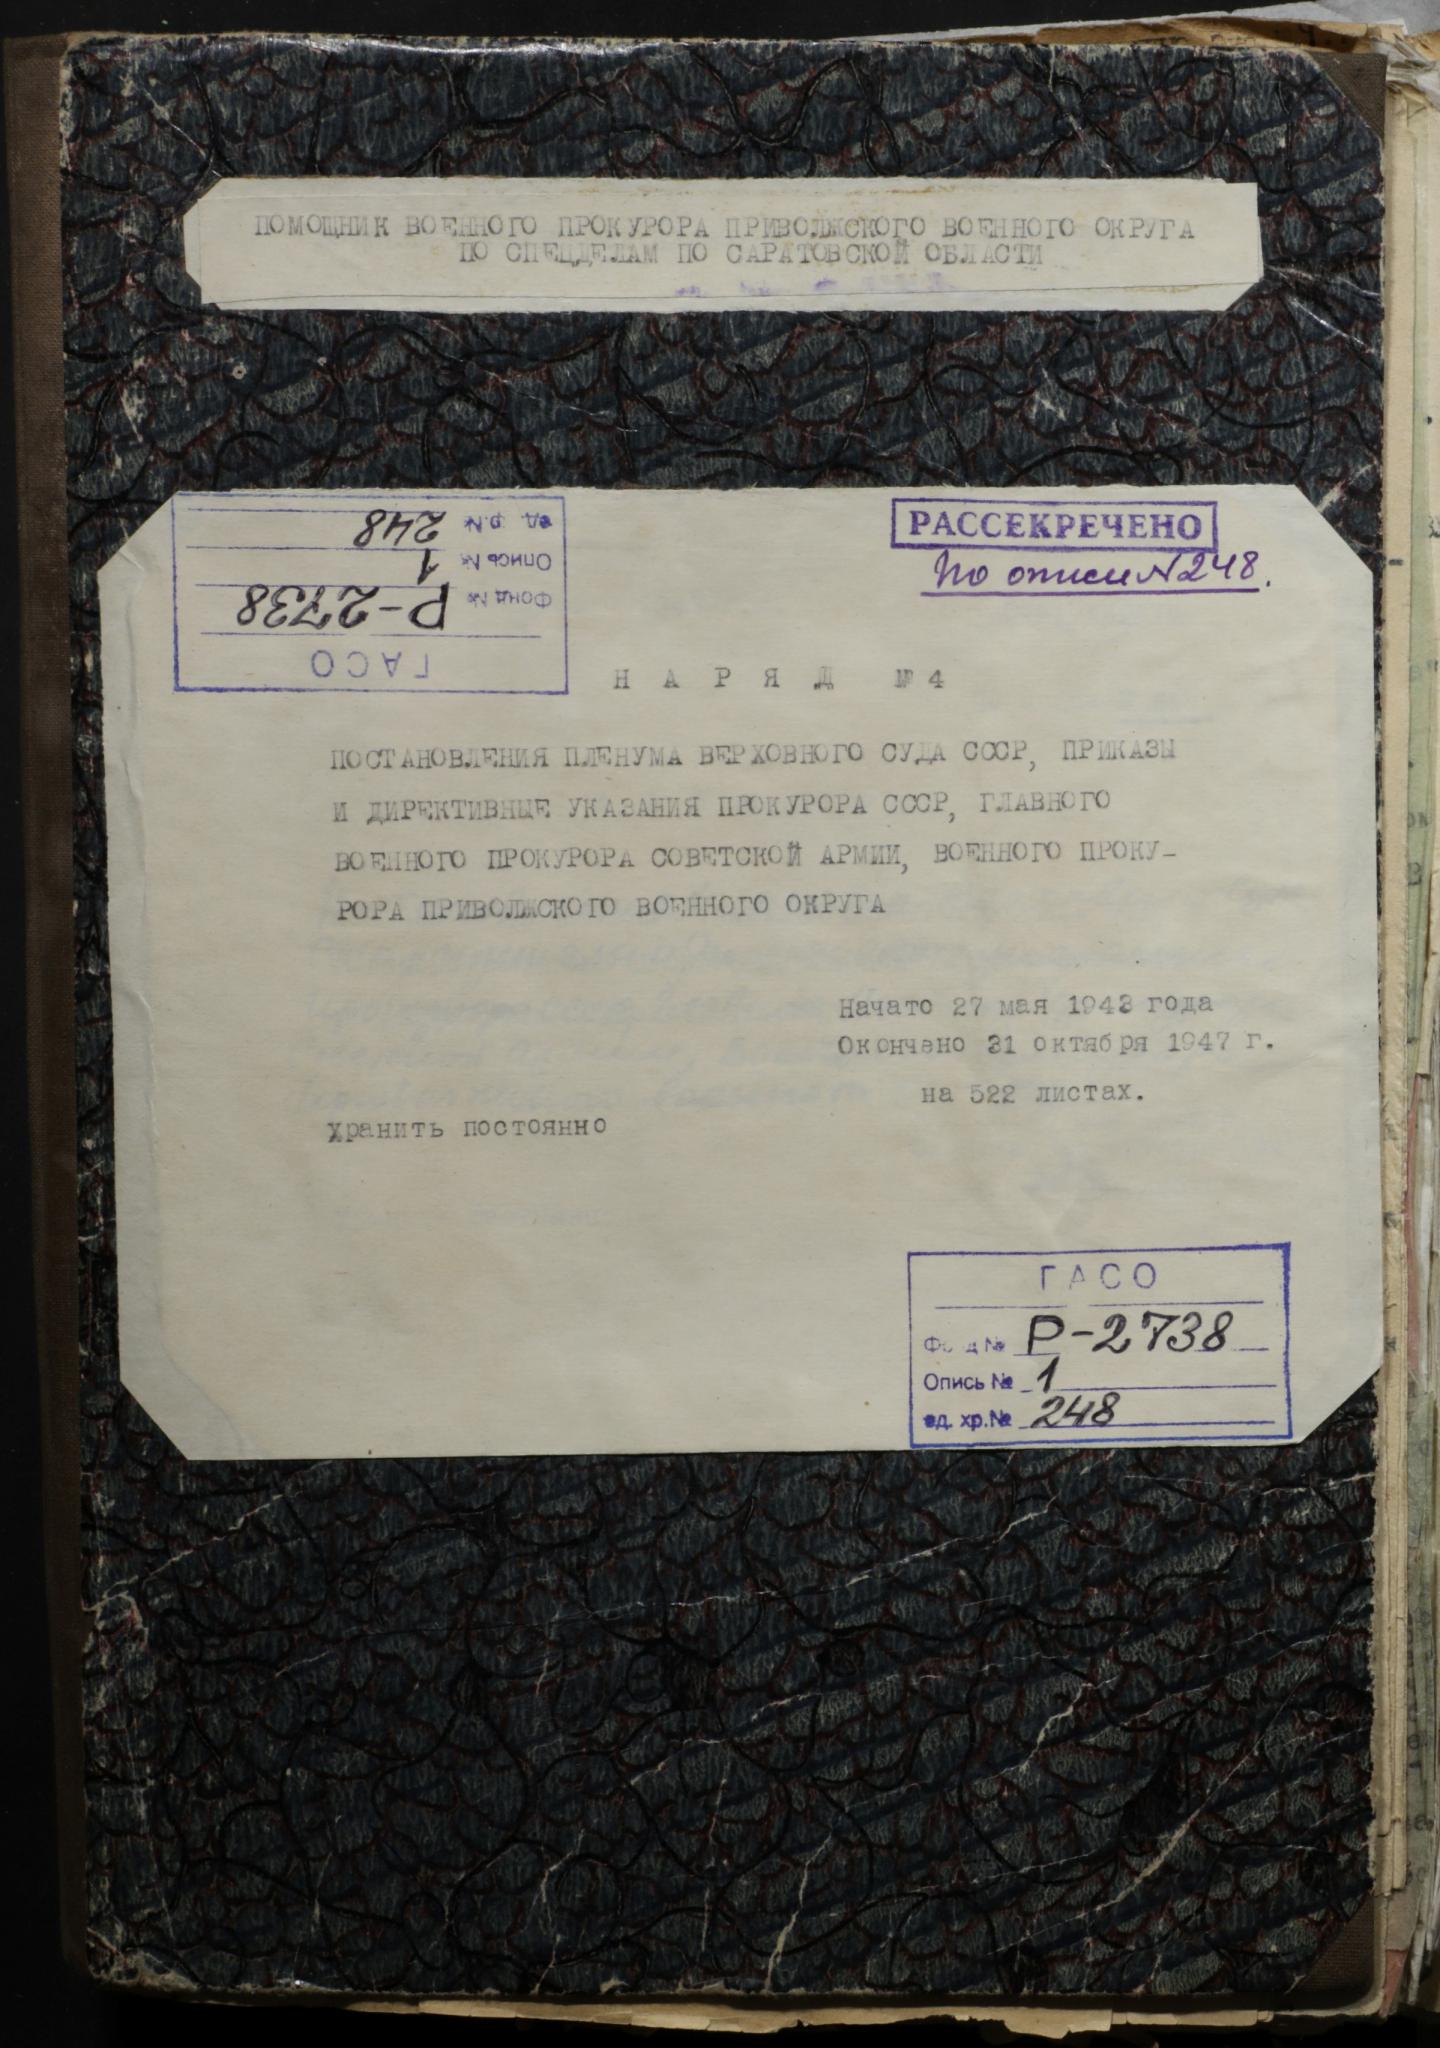 ПОМОЩНИК ВОЕННОГО ПРОКУРОРА ПРИВОЛЖСКОГО ВОЕННОГО ОКРУГА
ПО СПЕЦДЕЛАМ ПО САРАТОВСКОЙ ОБЛАСТИ
РАССЕКРЕЧЕНО
По описи N248.
ГАСО
Фонд № Р-2738
Опись № 1
ед. хр.№ 248
НАРЯД №4
ПОСТАНОВЛЕНИЯ ПЛЕНУМА ВЕРХОВНОГО СУДА СССР, ПРИКАЗЫ
И ДИРЕКТИВНЫЕ УКАЗАНИЯ ПРОКУРОРА СССР, ГЛАВНОГО
ВОЕННОГО ПРОКУРОРА СОВЕТСКОЙ АРМИИ, ВОЕННОГО ПРОКУ-
РОРА ПРИВОЛЖСКОГО ВОЕННОГО ОКРУГА
Начато 27 мая 1943 года
Окончено 31 октября 1947 г.
на 522 листах.
Хранить постоянно
ГАСО
Фонд № Р-2738
Опись № 1
ед. хр.№ 248